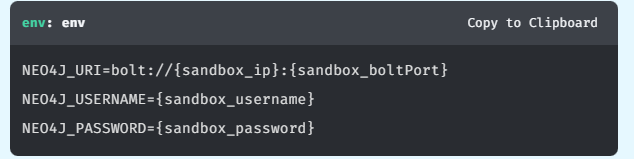 env: env
Copy to Clipboard
NEO4J_URI=bolt://{sandbox_ip}:{sandbox_boltPort}
NEO4J_USERNAME={sandbox_username}
NEO4J_PASSWORD={sandbox_password}